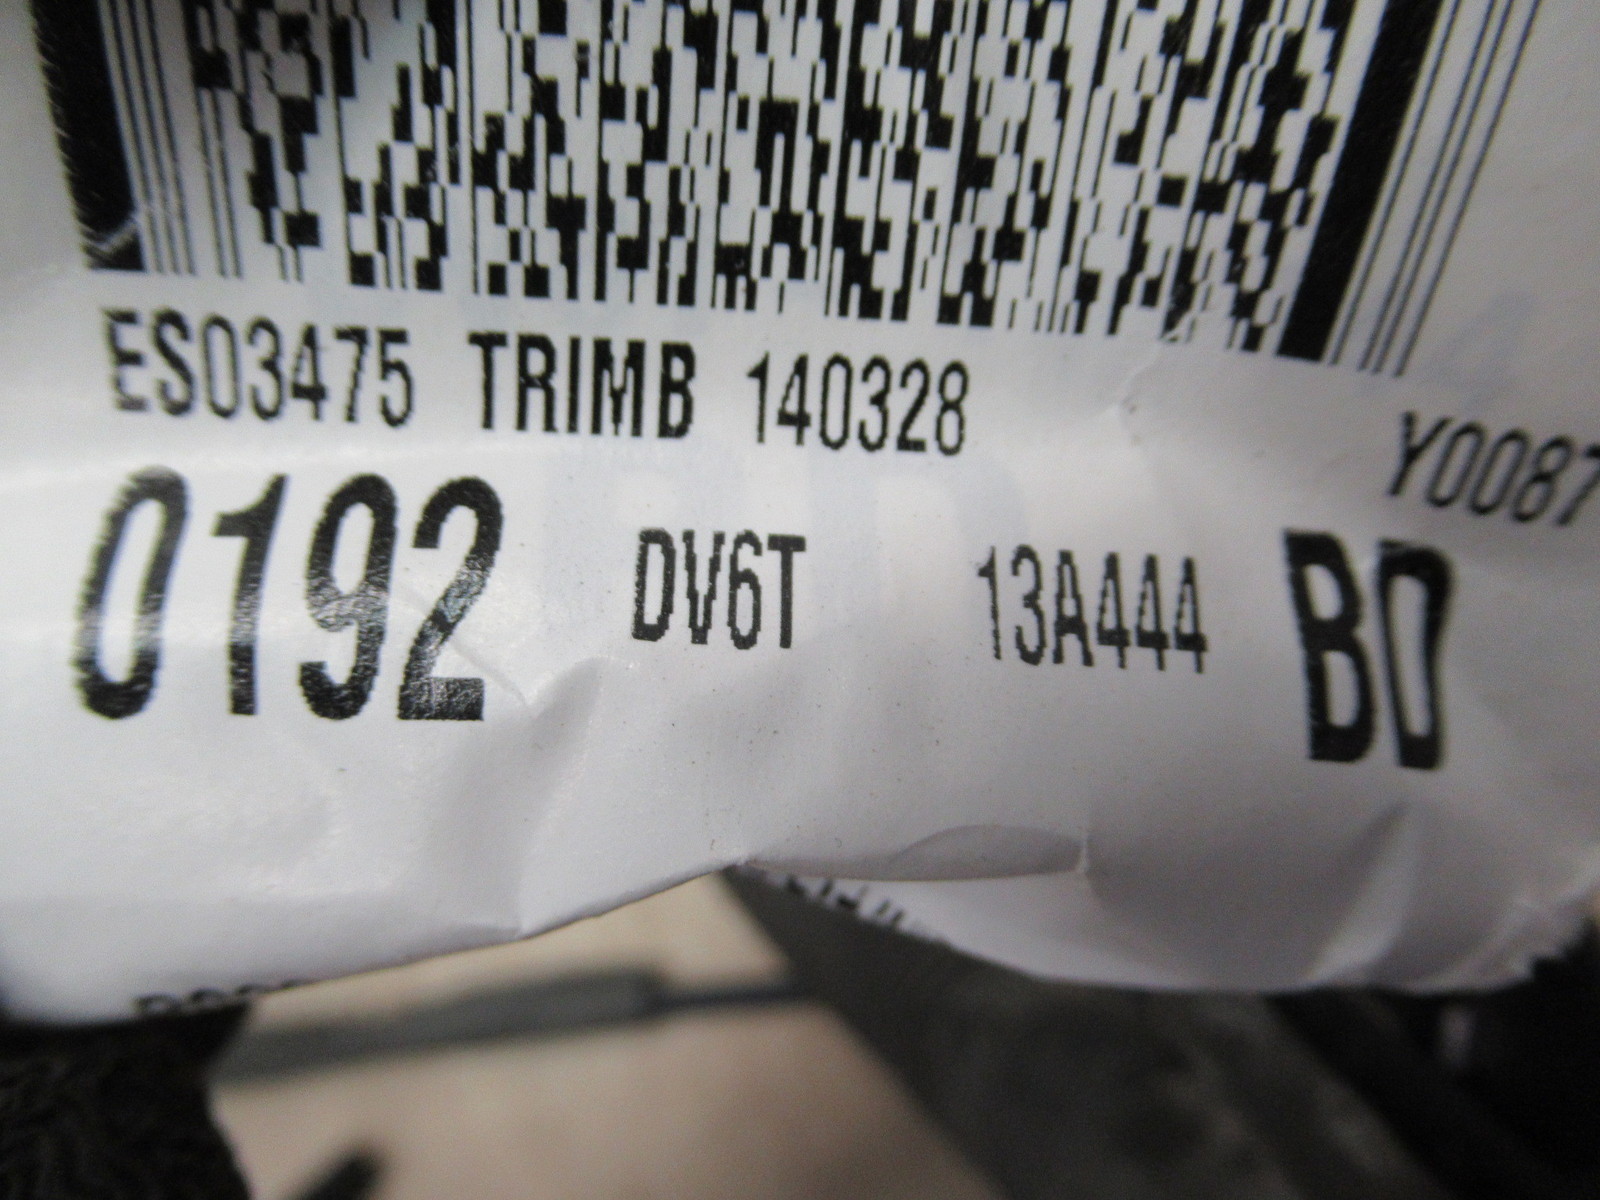 ES03475 TRIMB 140328
Y0087
0192 DV6T 13A444 BD